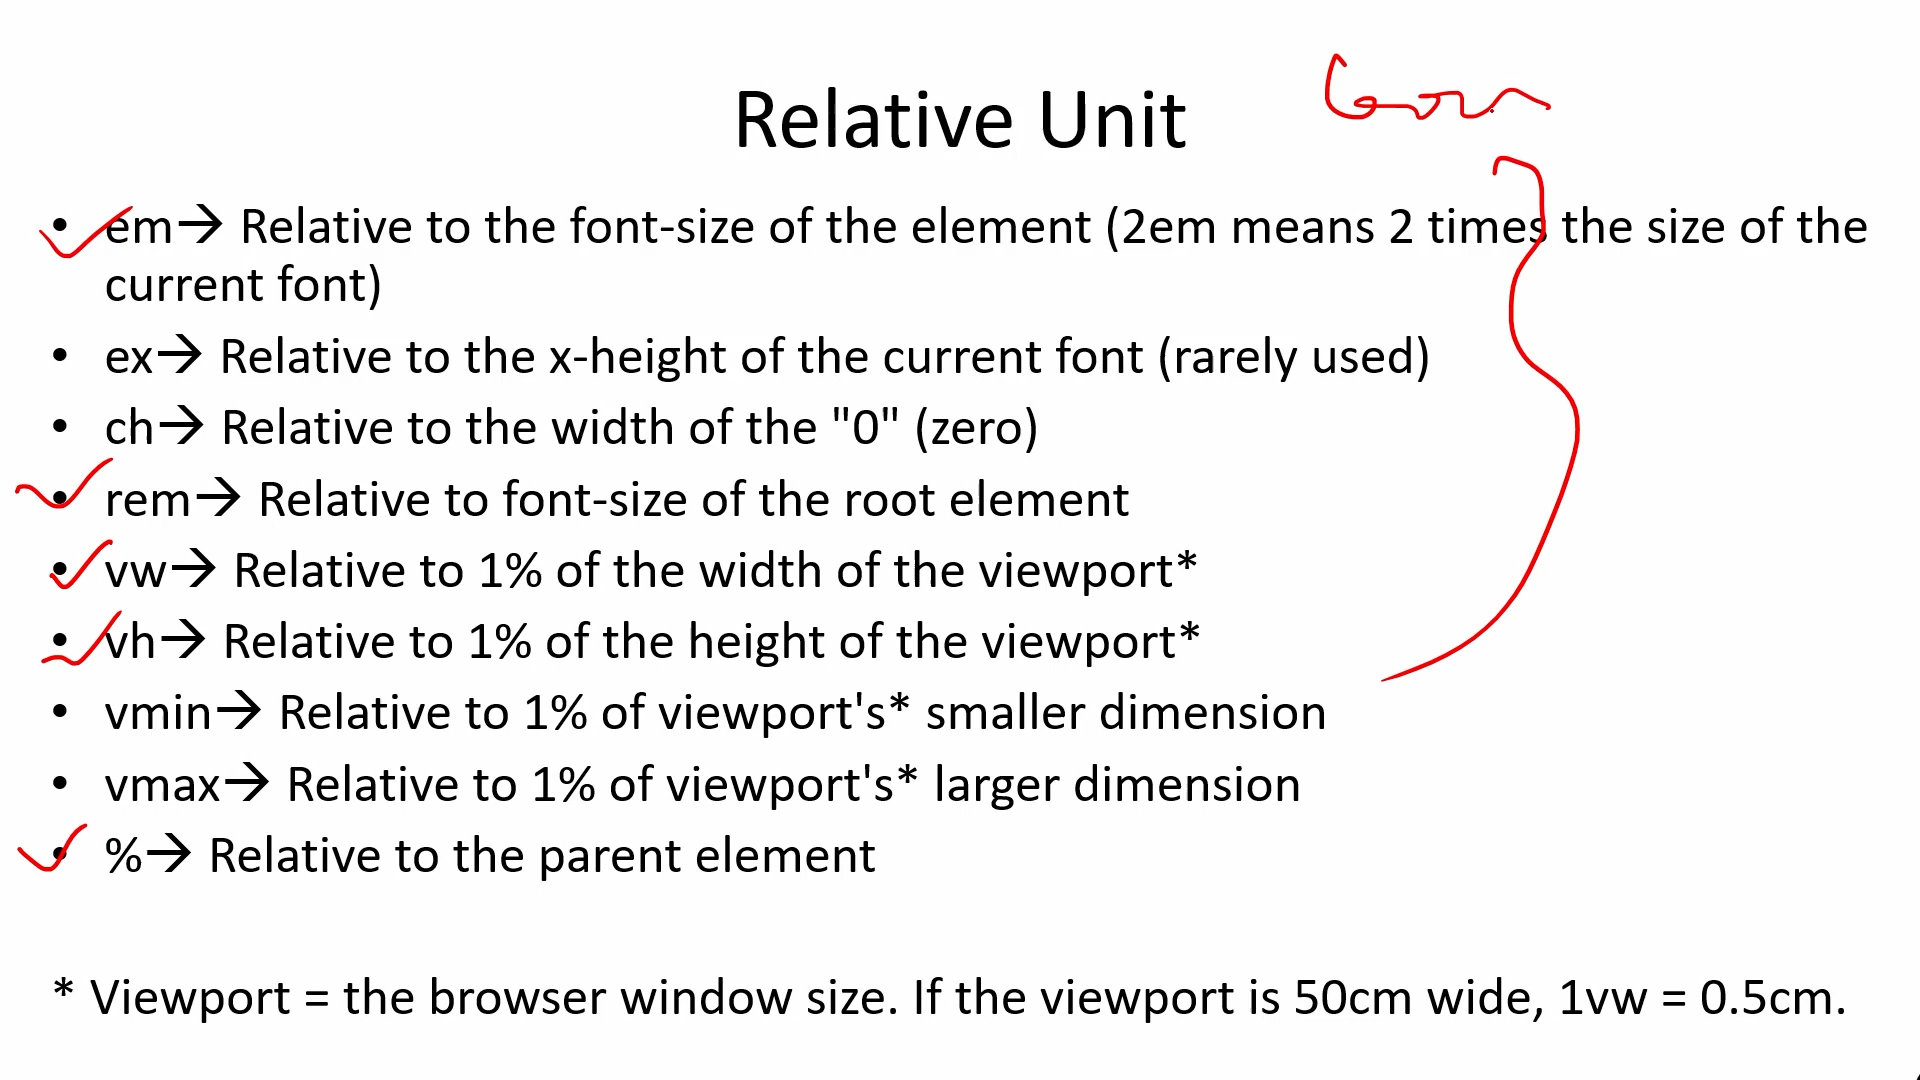 Relative Unit
• em→ Relative to the font-size of the element (2em means 2 times the size of the
current font)
• ex→ Relative to the x-height of the current font (rarely used)
• ch→ Relative to the width of the "0" (zero)
• rem→ Relative to font-size of the root element
• vw→ Relative to 1% of the width of the viewport*
• vh→ Relative to 1% of the height of the viewport*
• vmin→ Relative to 1% of viewport's* smaller dimension
• vmax→ Relative to 1% of viewport's* larger dimension
• %→ Relative to the parent element
* Viewport = the browser window size. If the viewport is 50cm wide, 1vw = 0.5cm.